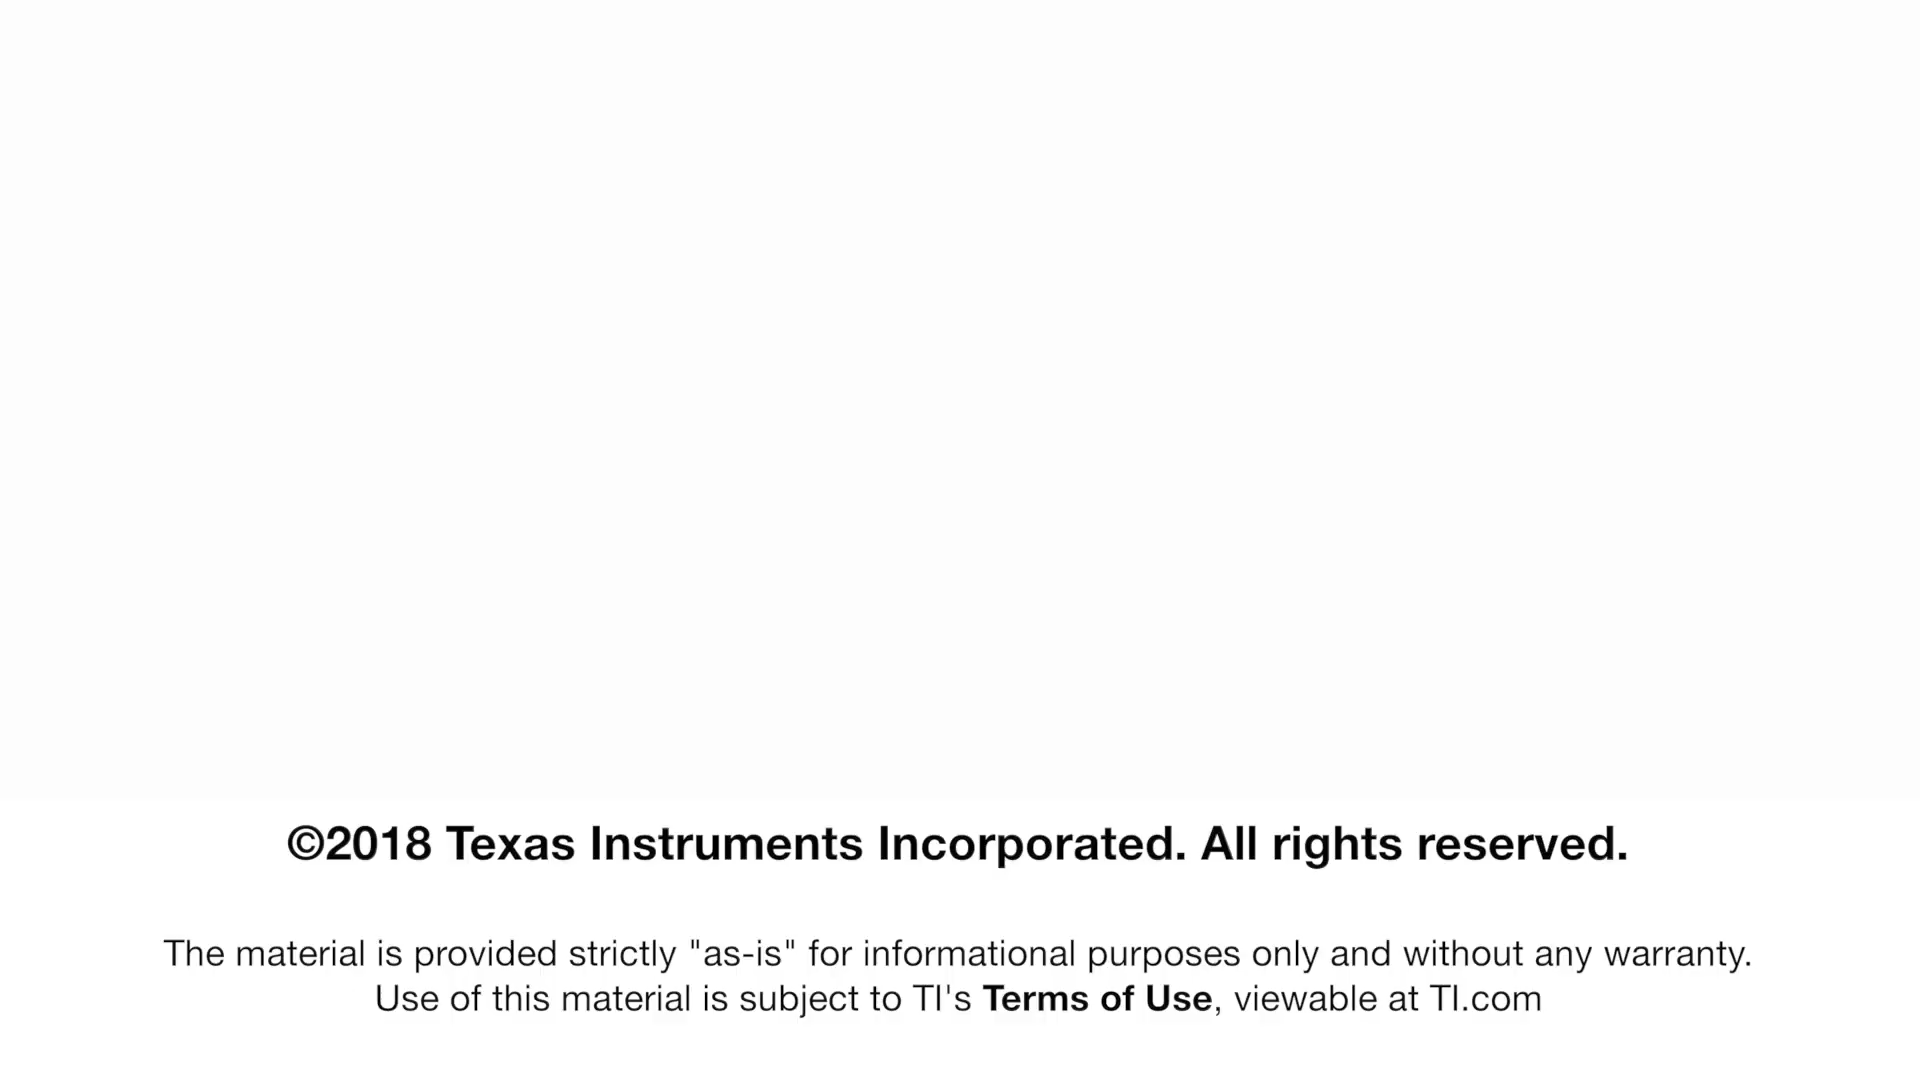 ©2018 Texas Instruments Incorporated. All rights reserved.
The material is provided strictly "as-is" for informational purposes only and without any warranty.
Use of this material is subject to TI's Terms of Use, viewable at TI.com